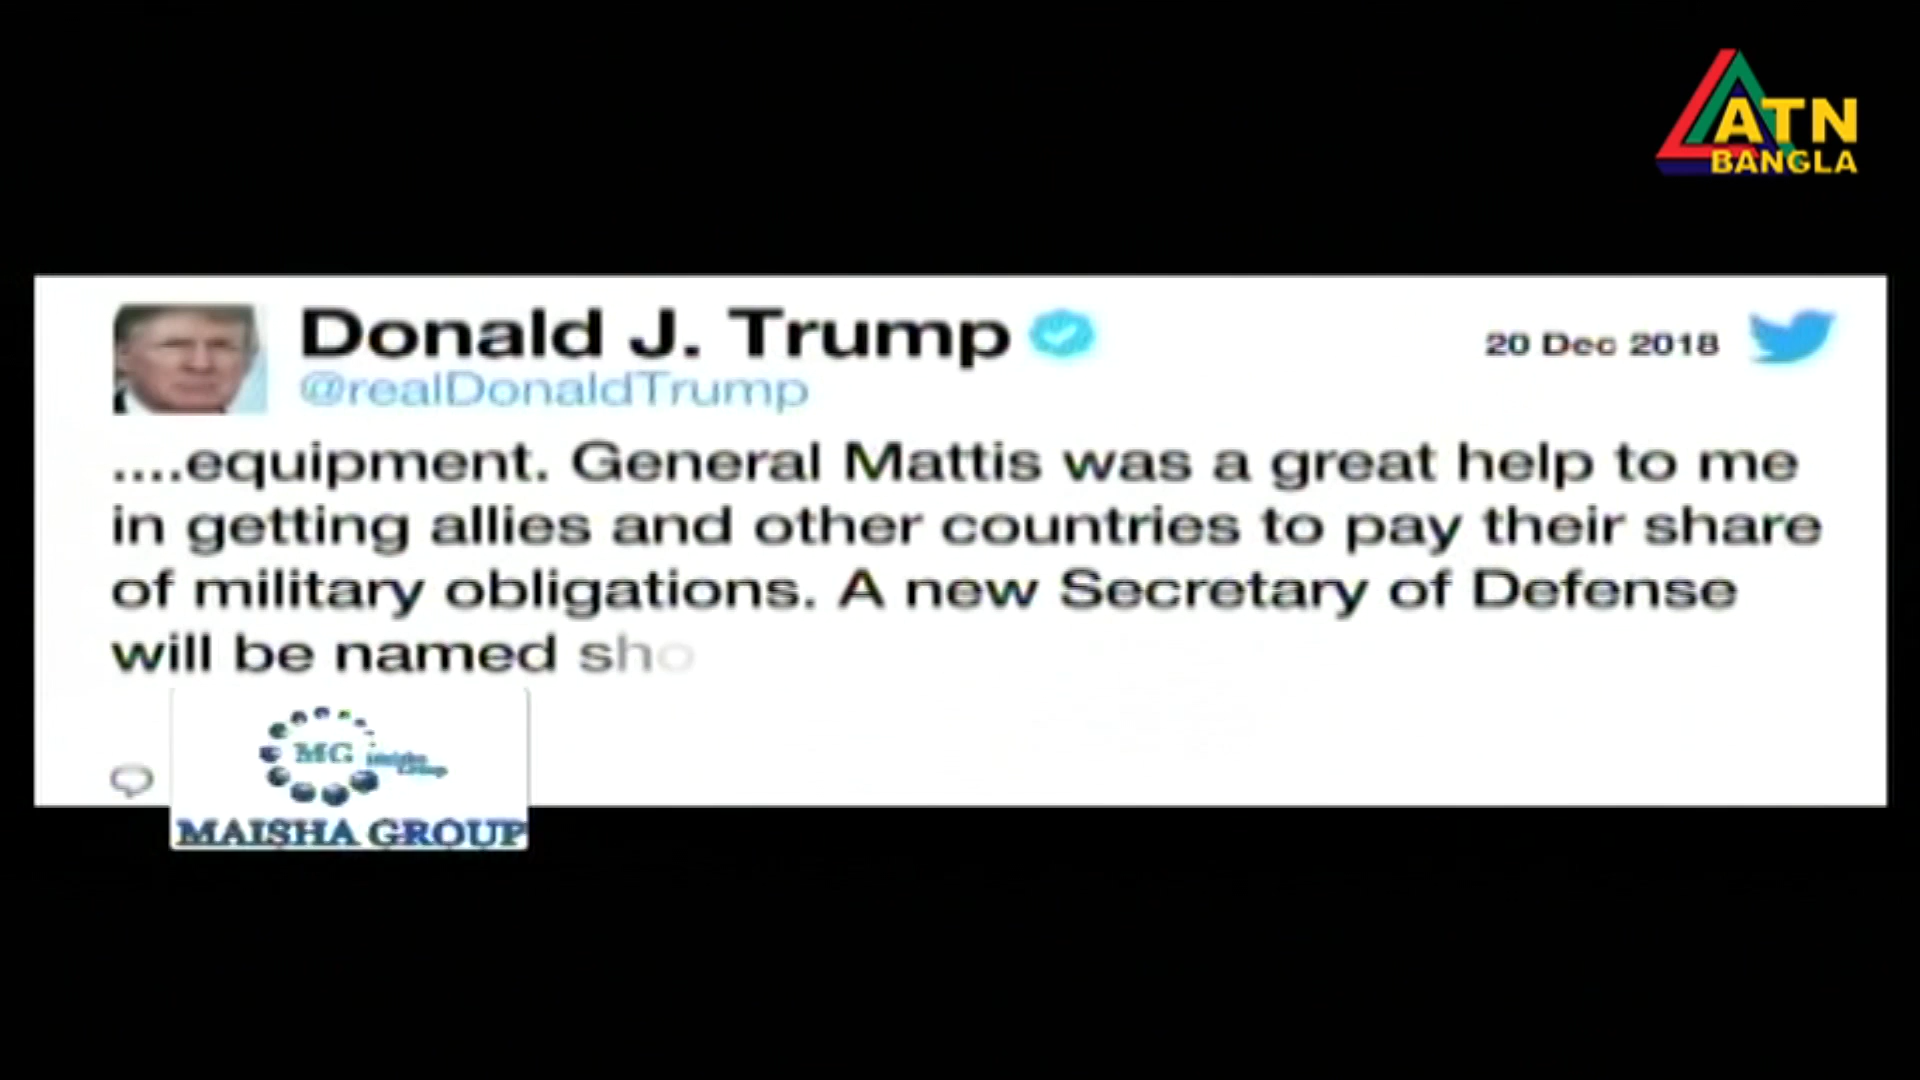 ATN
BANGLA
Donald J. Trump
20 Dec 2018
@realDonaldTrump
....equipment. General Mattis was a great help to me
in getting allies and other countries to pay their share
of military obligations. A new Secretary of Defense
will be named sho
MG
MAISHA GROUP